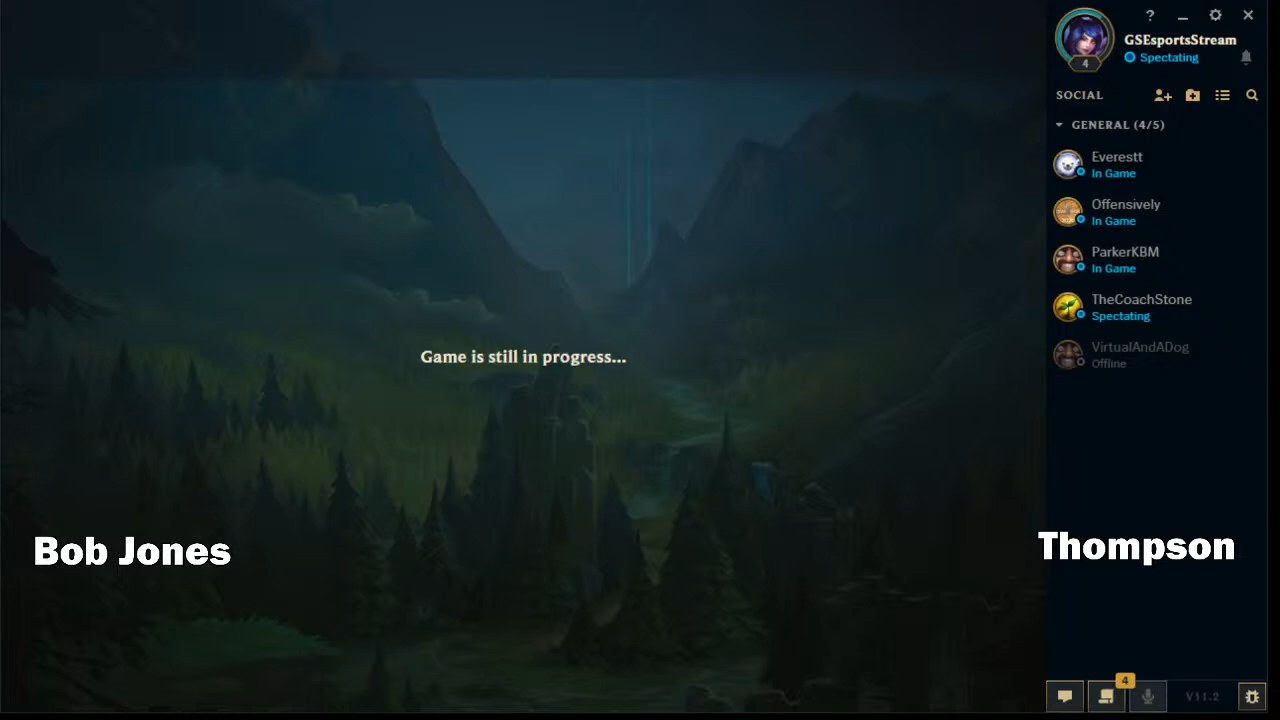 ?
GSEsportsStream
4
Spectating
SOCIAL
GENERAL (4/5)
Everestt
In Game
Offensively
In Game
ParkerKBM
In Game
TheCoachStone
Spectating
VirtualAndADog
Offline
Game is still in progress...
Bob Jones
Thompson
4
V11.2